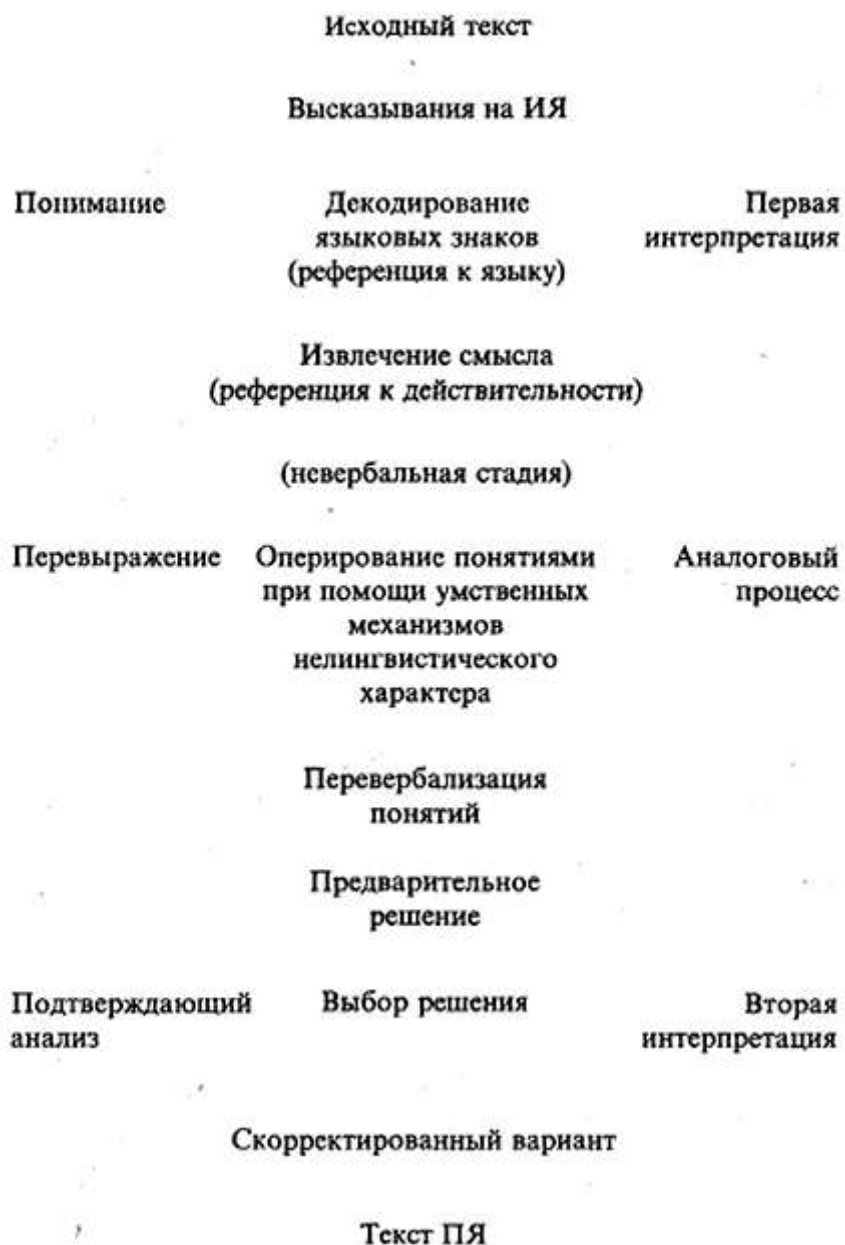 Исходный текст
Высказывания на ИЯ
Понимание Декодирование Первая
языковых знаков интерпретация
(референция к языку)
Извлечение смысла
(референция к действительности)
(невербальная стадия)
Перевыражение Оперирование понятиями Аналоговый
при помощи умственных процесс
механизмов
нелингвистического
характера
Перевербализация
понятий
Предварительное
решение
Подтверждающий Выбор решения Вторая
анализ интерпретация
Скорректированный вариант
Текст ПЯ